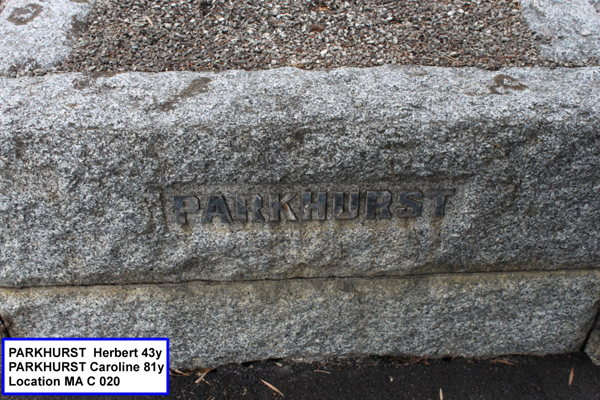 PARKHURST
PARKHURST Herbert 43y
PARKHURST Caroline 81y
Location MA C 020